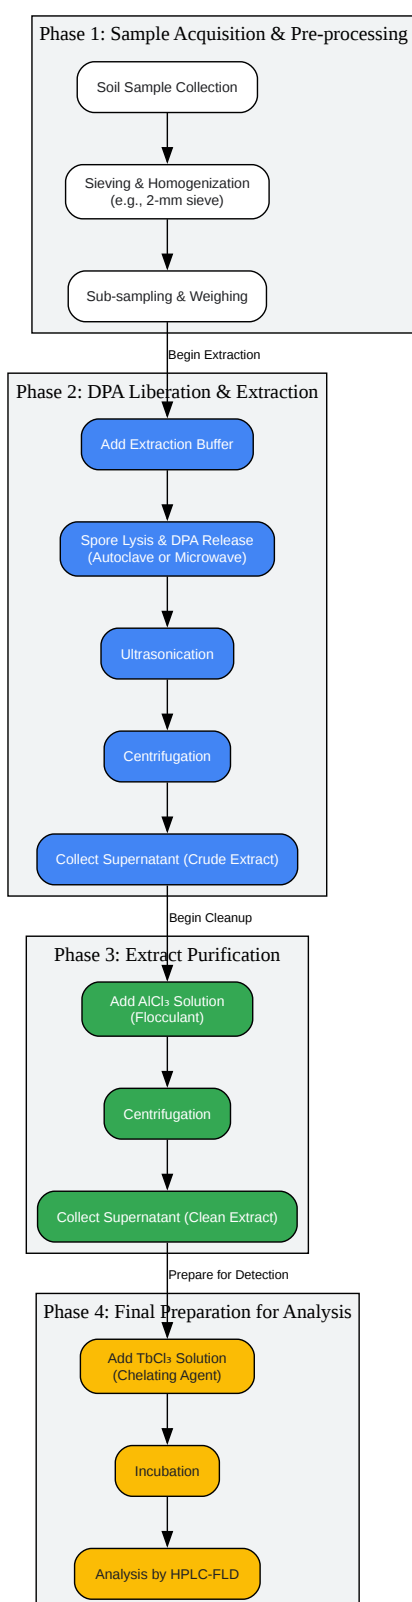 Phase 1: Sample Acquisition & Pre-processing
Soil Sample Collection
Sieving & Homogenization
(e.g., 2-mm sieve)
Sub-sampling & Weighing
Begin Extraction
Phase 2: DPA Liberation & Extraction
Add Extraction Buffer
Spore Lysis & DPA Release
(Autoclave or Microwave)
Ultrasonication
Centrifugation
Collect Supernatant (Crude Extract)
Begin Cleanup
Phase 3: Extract Purification
Add AlCl₃ Solution
(Flocculant)
Centrifugation
Collect Supernatant (Clean Extract)
Prepare for Detection
Phase 4: Final Preparation for Analysis
Add TbCl₃ Solution
(Chelating Agent)
Incubation
Analysis by HPLC-FLD